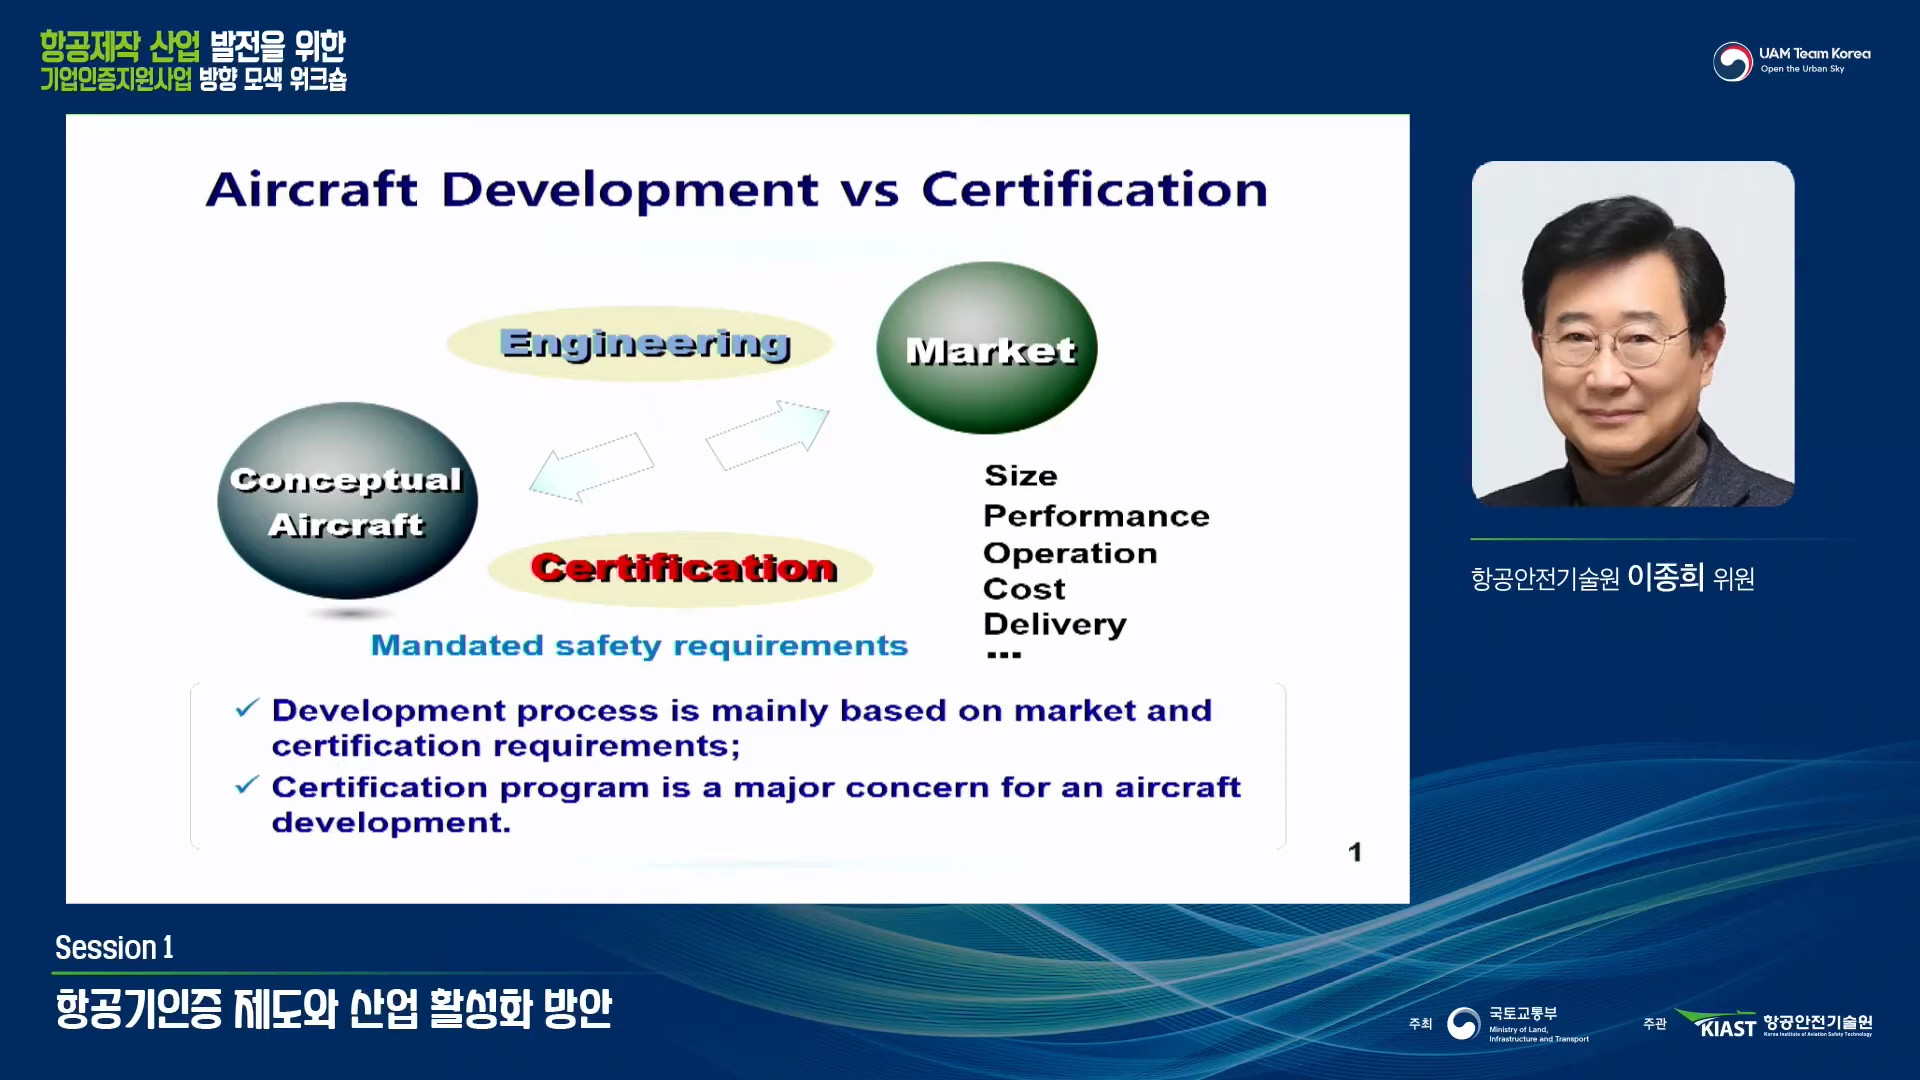 항공제작 산업 발전을 위한
기업인증지원사업 방향 모색 워크숍
UAM Team Korea
Open the Urban Sky
Aircraft Development vs Certification
Engineering
Market
Conceptual
Aircraft
Certification
Mandated safety requirements
Size
Performance
Operation
Cost
Delivery
...
✓ Development process is mainly based on market and
certification requirements;
✓ Certification program is a major concern for an aircraft
development.
1
항공안전기술원 이종희 위원
Session 1
항공기인증 제도와 산업 활성화 방안
주최 국토교통부
Ministry of Land,
Infrastructure and Transport
주관 KIAST 항공안전기술원
Korea Institute of Aviation Safety Technology